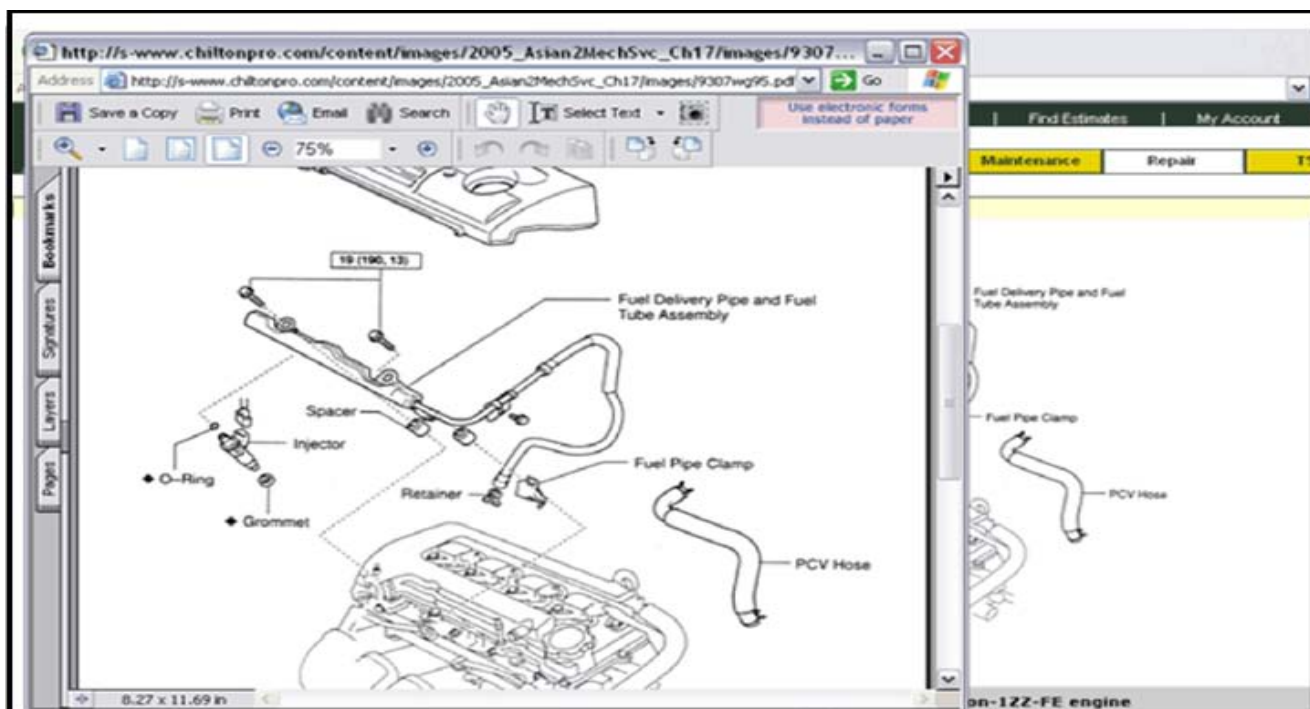 http://s-www.chiltonpro.com/content/images/2005_Asian2MechSvc_Ch17/images/9307...
Address http://s-www.chiltonpro.com/content/images/2005_Asian2MechSvc_Ch17/images/9307wg95.pdf Go
Save a Copy Print Email Search Select Text
Use electronic forms
instead of paper
75%
Find Estimates | My Account
Maintenance Repair
Bookmarks
Signatures
Layers
Pages
19 (190, 13)
Fuel Delivery Pipe and Fuel
Tube Assembly
Spacer
Injector
◆ O-Ring
◆ Grommet
Retainer
Fuel Pipe Clamp
PCV Hose
Fuel Delivery Pipe and Fuel
Tube Assembly
Fuel Pipe Clamp
PCV Hose
8.27 x 11.69 in
on-1ZZ-FE engine